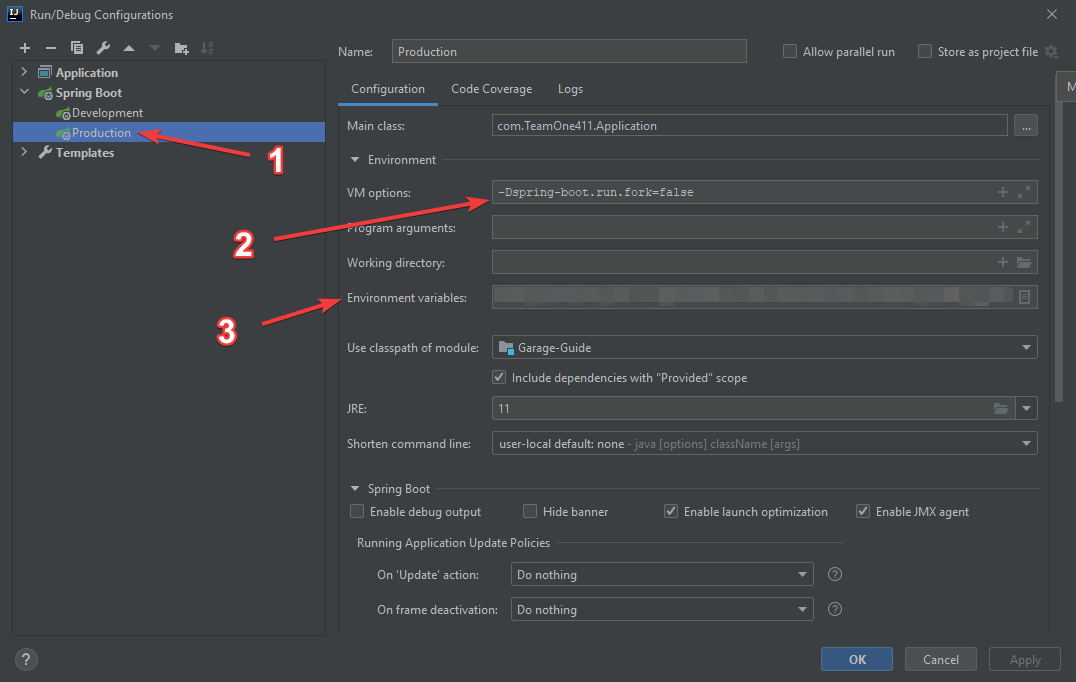 IJ Run/Debug Configurations
Name: Production Allow parallel run Store as project file
Application
Spring Boot
Development
Production
Templates
1
2
3
Configuration Code Coverage Logs
Main class: com.TeamOne411.Application ...
Environment
VM options: -Dspring-boot.run.fork=false
Program arguments:
Working directory:
Environment variables:
Use classpath of module: Garage-Guide
Include dependencies with "Provided" scope
JRE: 11
Shorten command line: user-local default: none - java [options] className [args]
Spring Boot
Enable debug output Hide banner Enable launch optimization Enable JMX agent
Running Application Update Policies
On 'Update' action: Do nothing ?
On frame deactivation: Do nothing ?
? OK Cancel Apply